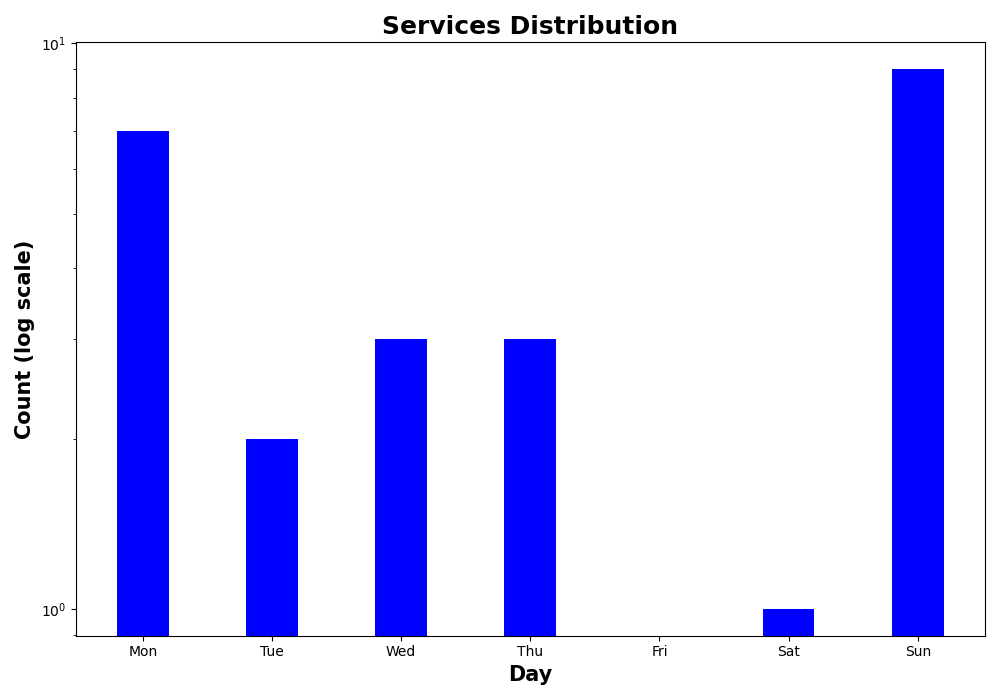 Services Distribution
10¹
10⁰
Count (log scale)
Mon Tue Wed Thu Fri Sat Sun
Day